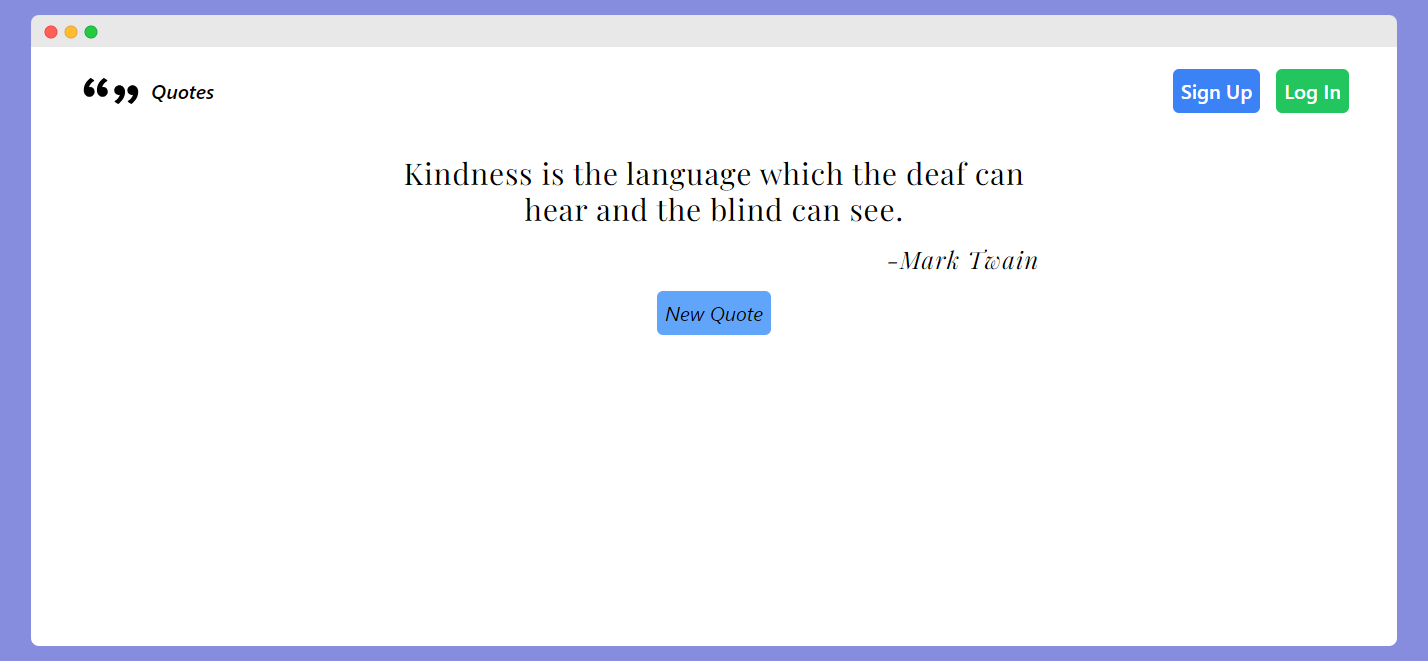 Quotes
Sign Up
Log In
Kindness is the language which the deaf can
hear and the blind can see.
-Mark Twain
New Quote